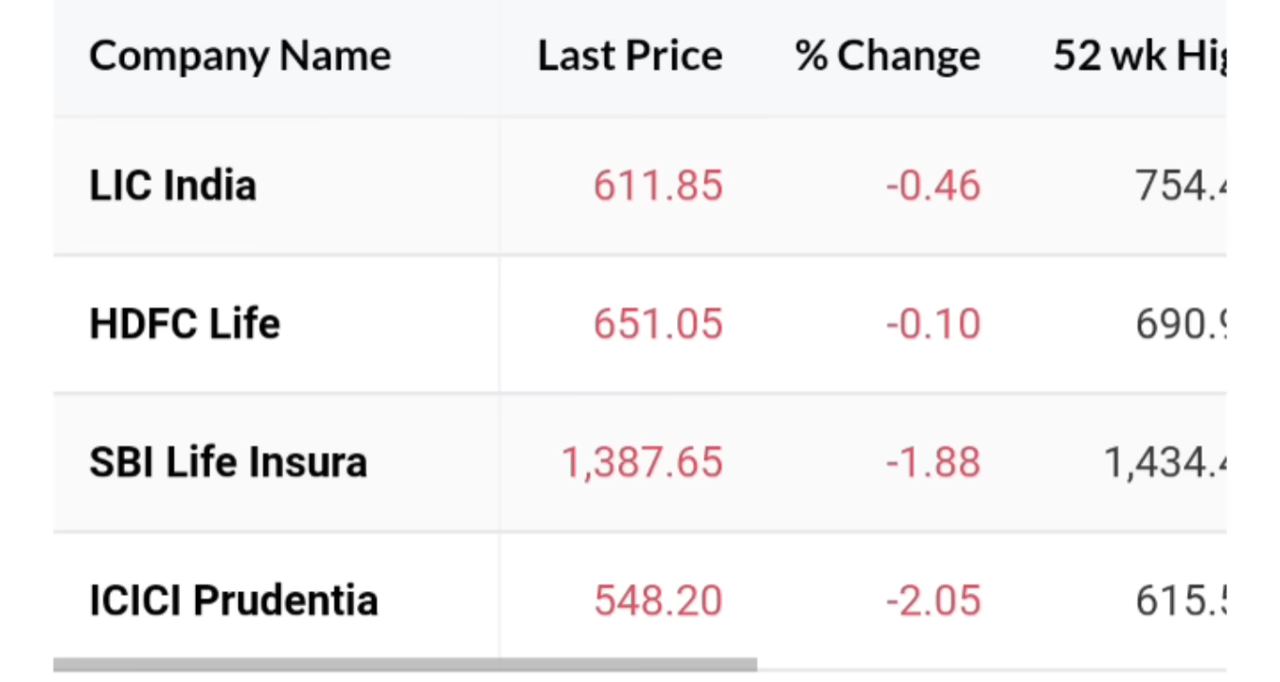 Company Name Last Price % Change 52 wk Hig
LIC India 611.85 -0.46 754.4
HDFC Life 651.05 -0.10 690.9
SBI Life Insura 1,387.65 -1.88 1,434.4
ICICI Prudentia 548.20 -2.05 615.5